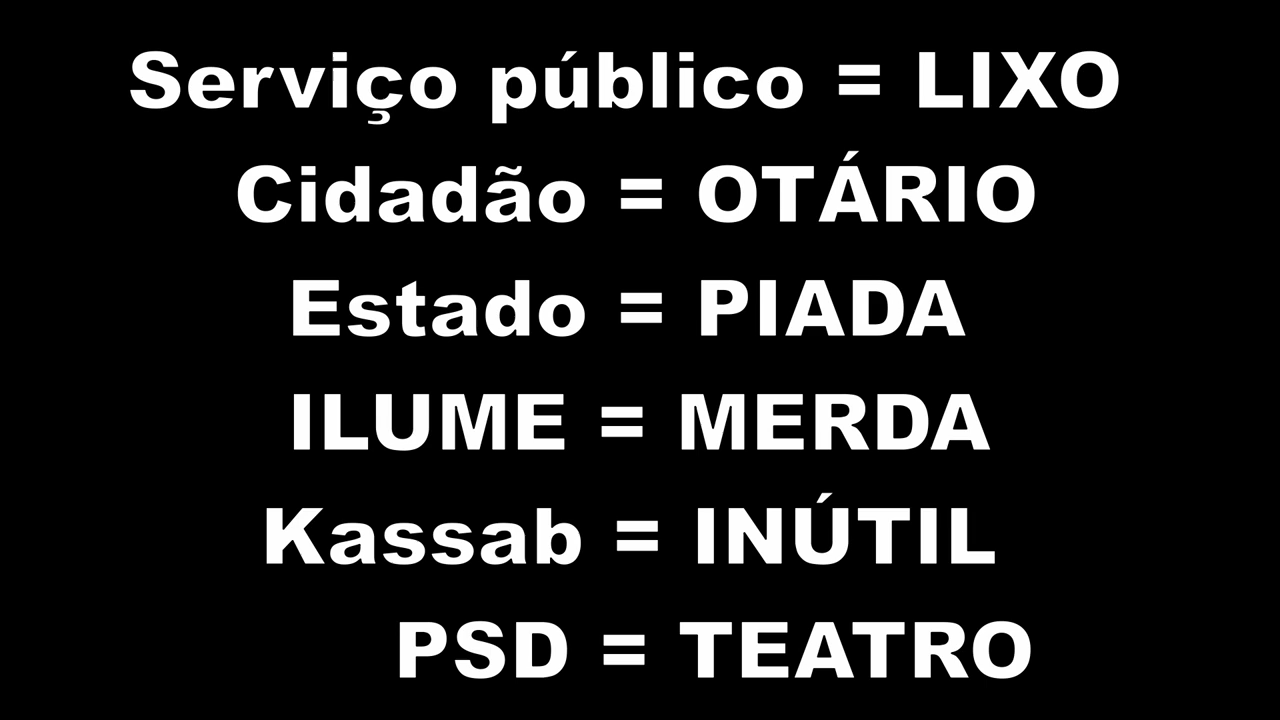 Serviço público = LIXO
Cidadão = OTÁRIO
Estado = PIADA
ILUME = MERDA
Kassab = INÚTIL
PSD = TEATRO